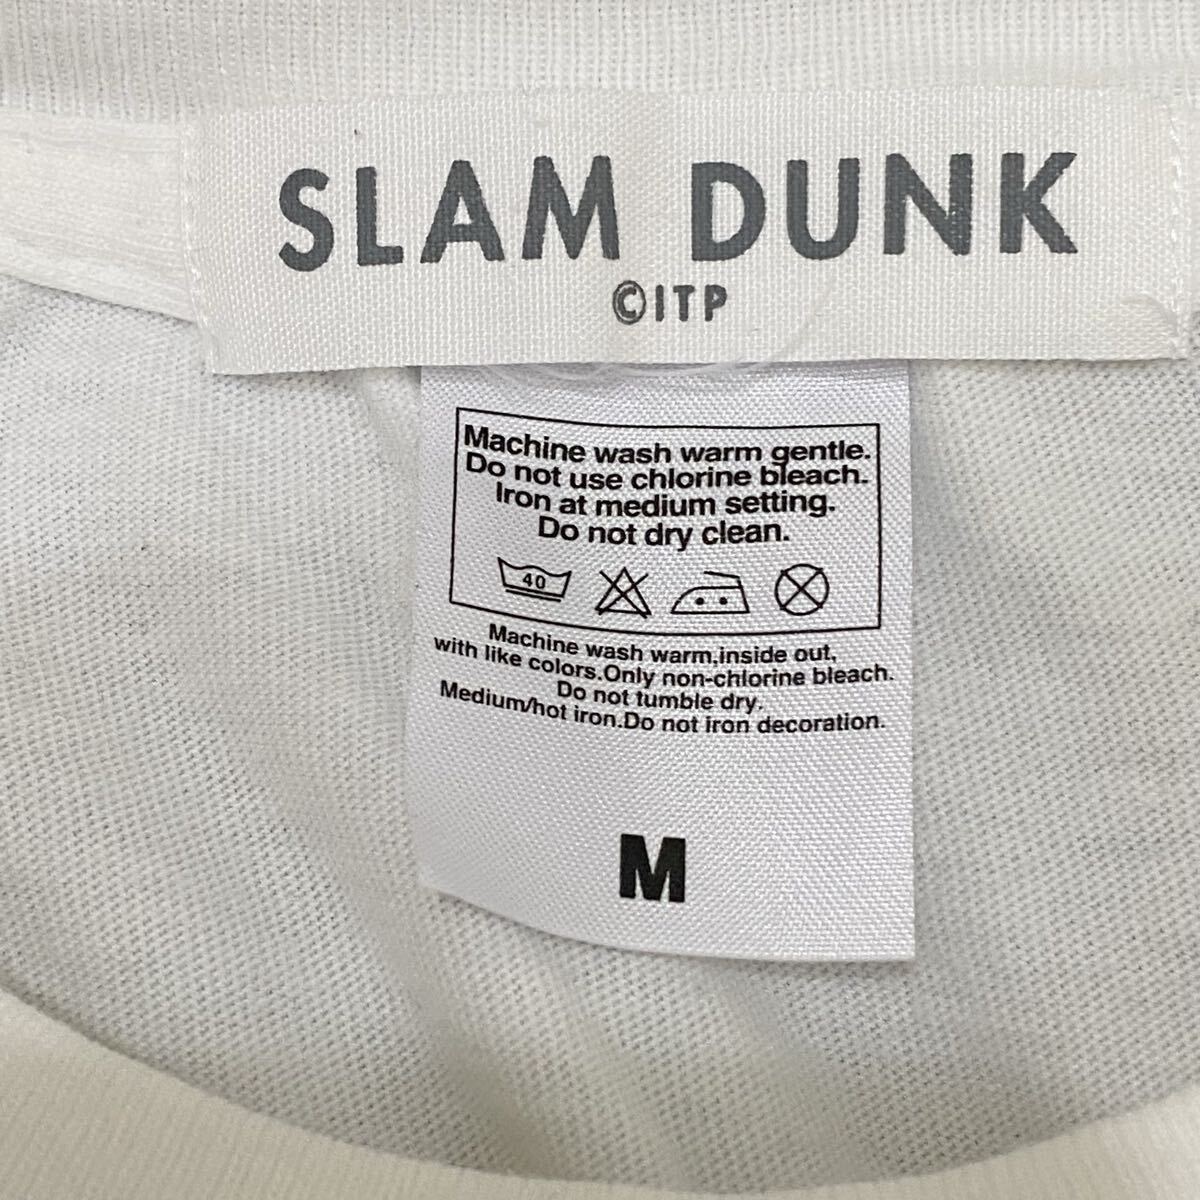 SLAM DUNK
©ITP
Machine wash warm gentle.
Do not use chlorine bleach.
Iron at medium setting.
Do not dry clean.
40
Machine wash warm,inside out,
with like colors.Only non-chlorine bleach.
Do not tumble dry.
Medium/hot iron.Do not iron decoration.
M